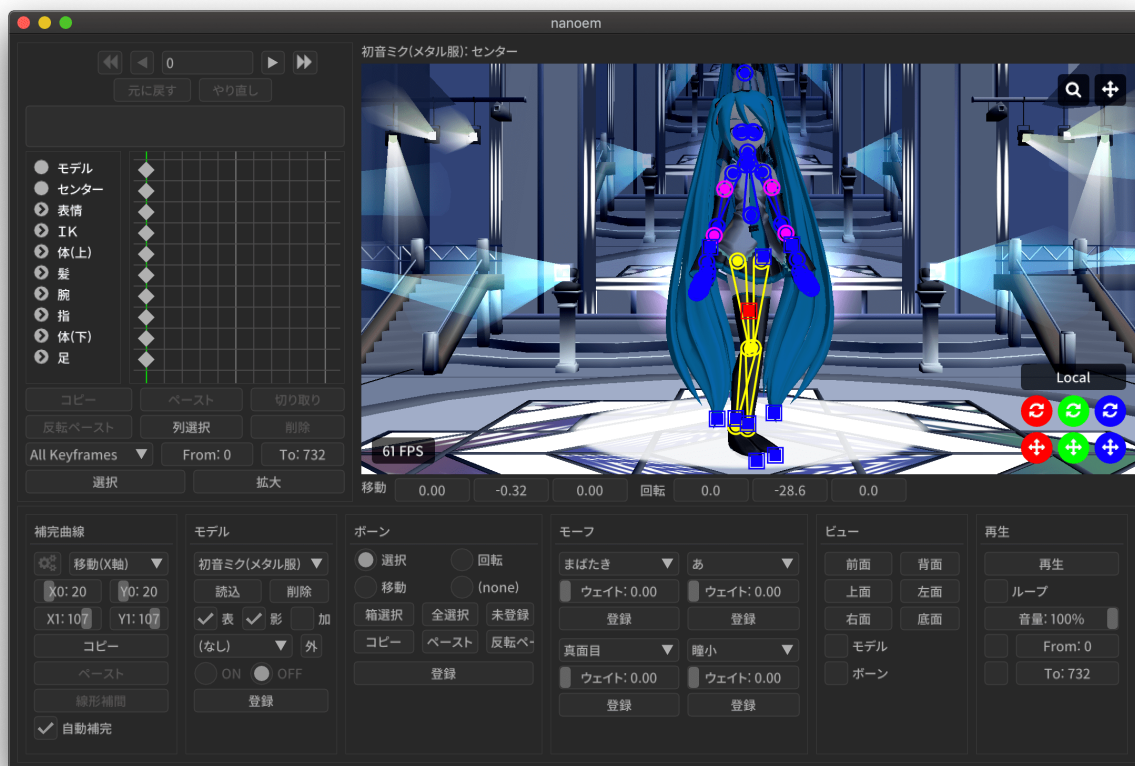 nanoem
0
元に戻す やり直し
モデル
センター
表情
IK
体(上)
髪
腕
指
体(下)
足
コピー ペースト 切り取り
反転ペースト 列選択 削除
All Keyframes From: 0 To: 732
選択 拡大
初音ミク(メタル服): センター
Local
61 FPS
移動 0.00 -0.32 0.00 回転 0.0 -28.6 0.0
補完曲線
移動(X軸)
X0: 20 Y0: 20
X1: 107 Y1: 107
コピー
ペースト
線形補間
自動補完
モデル
初音ミク(メタル服)
読込 削除
表 影 加
(なし) 外
ON OFF
登録
ボーン
選択 回転
移動 (none)
箱選択 全選択 未登録
コピー ペースト 反転ペー
登録
モーフ
まばたき あ
ウェイト: 0.00 ウェイト: 0.00
登録 登録
真面目 瞳小
ウェイト: 0.00 ウェイト: 0.00
登録 登録
ビュー
前面 背面
上面 左面
右面 底面
モデル
ボーン
再生
再生
ループ
音量: 100%
From: 0
To: 732